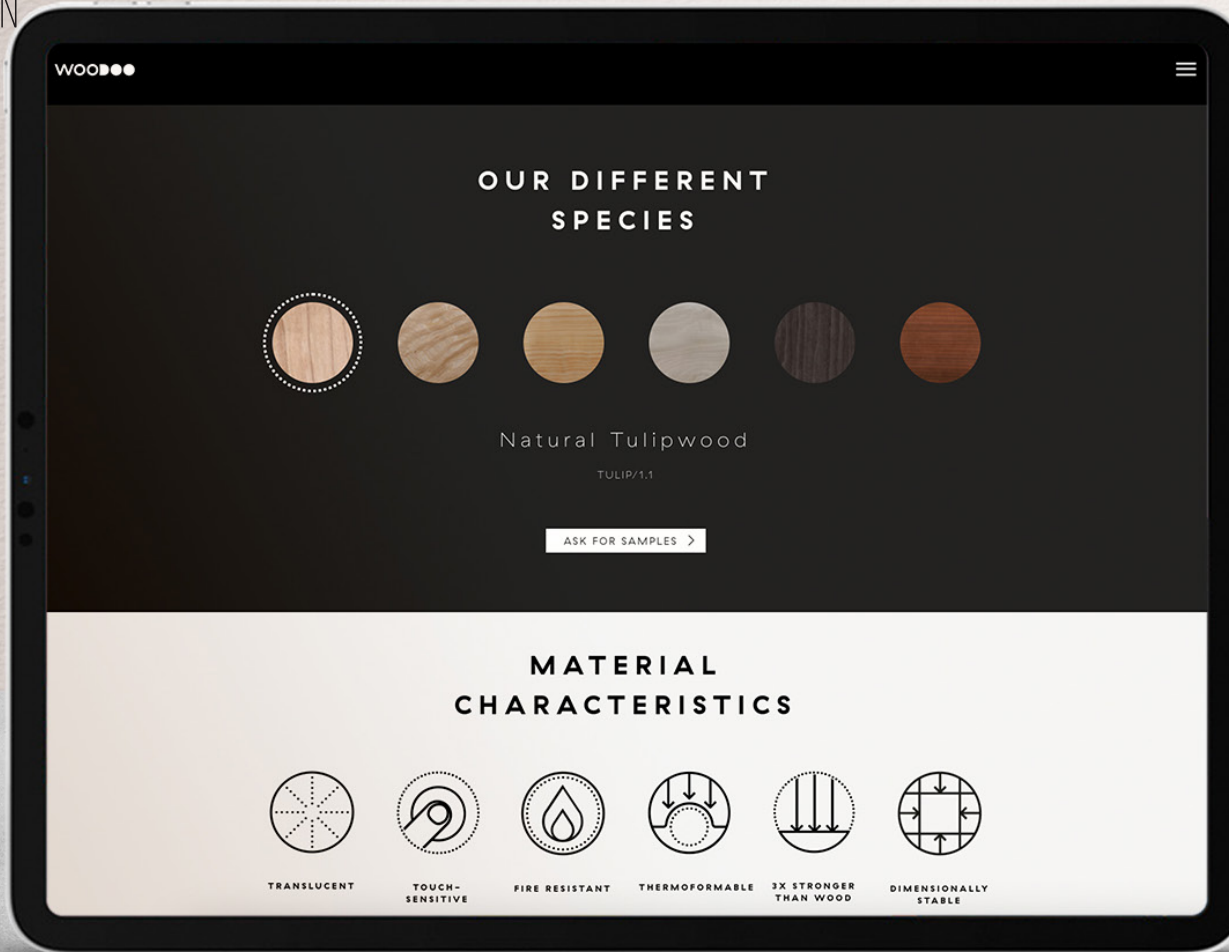 N
WOODOO
OUR DIFFERENT
SPECIES
Natural Tulipwood
TULIP/1.1
ASK FOR SAMPLES
MATERIAL
CHARACTERISTICS
TRANSLUCENT
TOUCH-
SENSITIVE
FIRE RESISTANT
THERMOFORMABLE
3X STRONGER
THAN WOOD
DIMENSIONALLY
STABLE